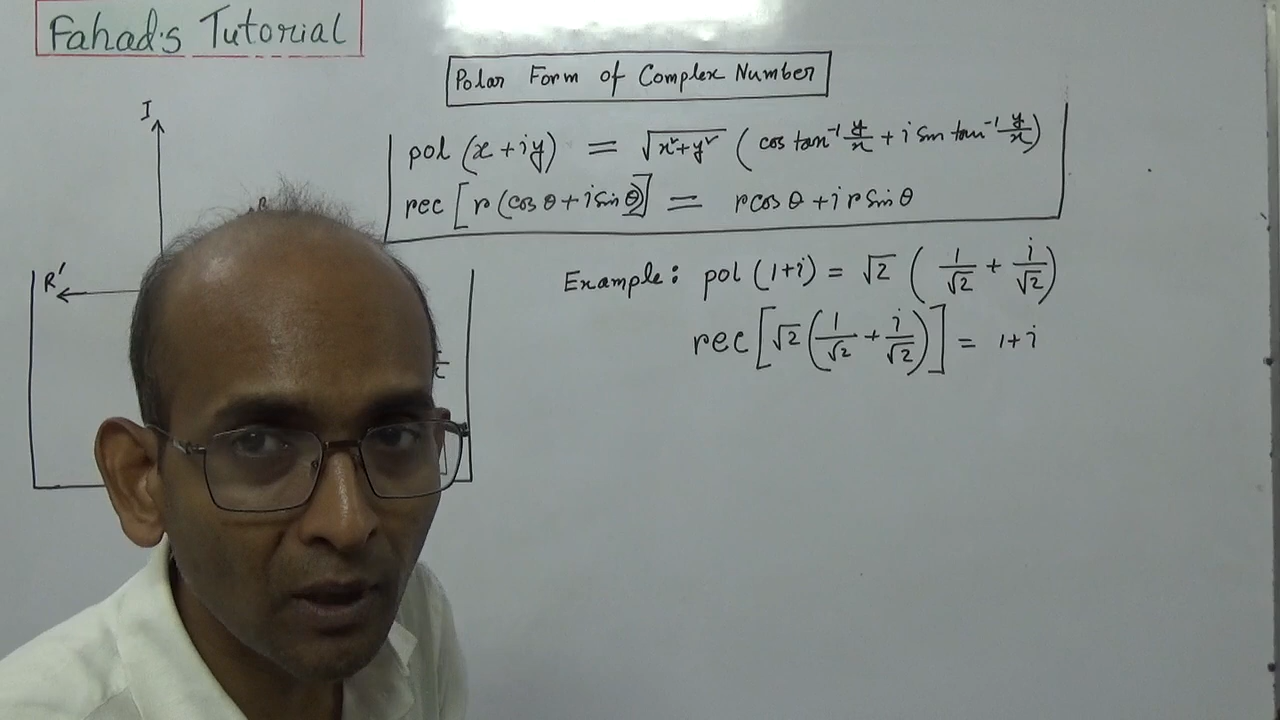 Fahad's Tutorial
Polar Form of Complex Number
I
pol (x+iy) = √x²+y² (cos tan⁻¹ y/x + i sin tan⁻¹ y/x)
rec [r (cos θ + i sin θ)] = r cos θ + i r sin θ
R'
Example: pol (1+i) = √2 (1/√2 + i/√2)
rec [√2 (1/√2 + i/√2)] = 1+i